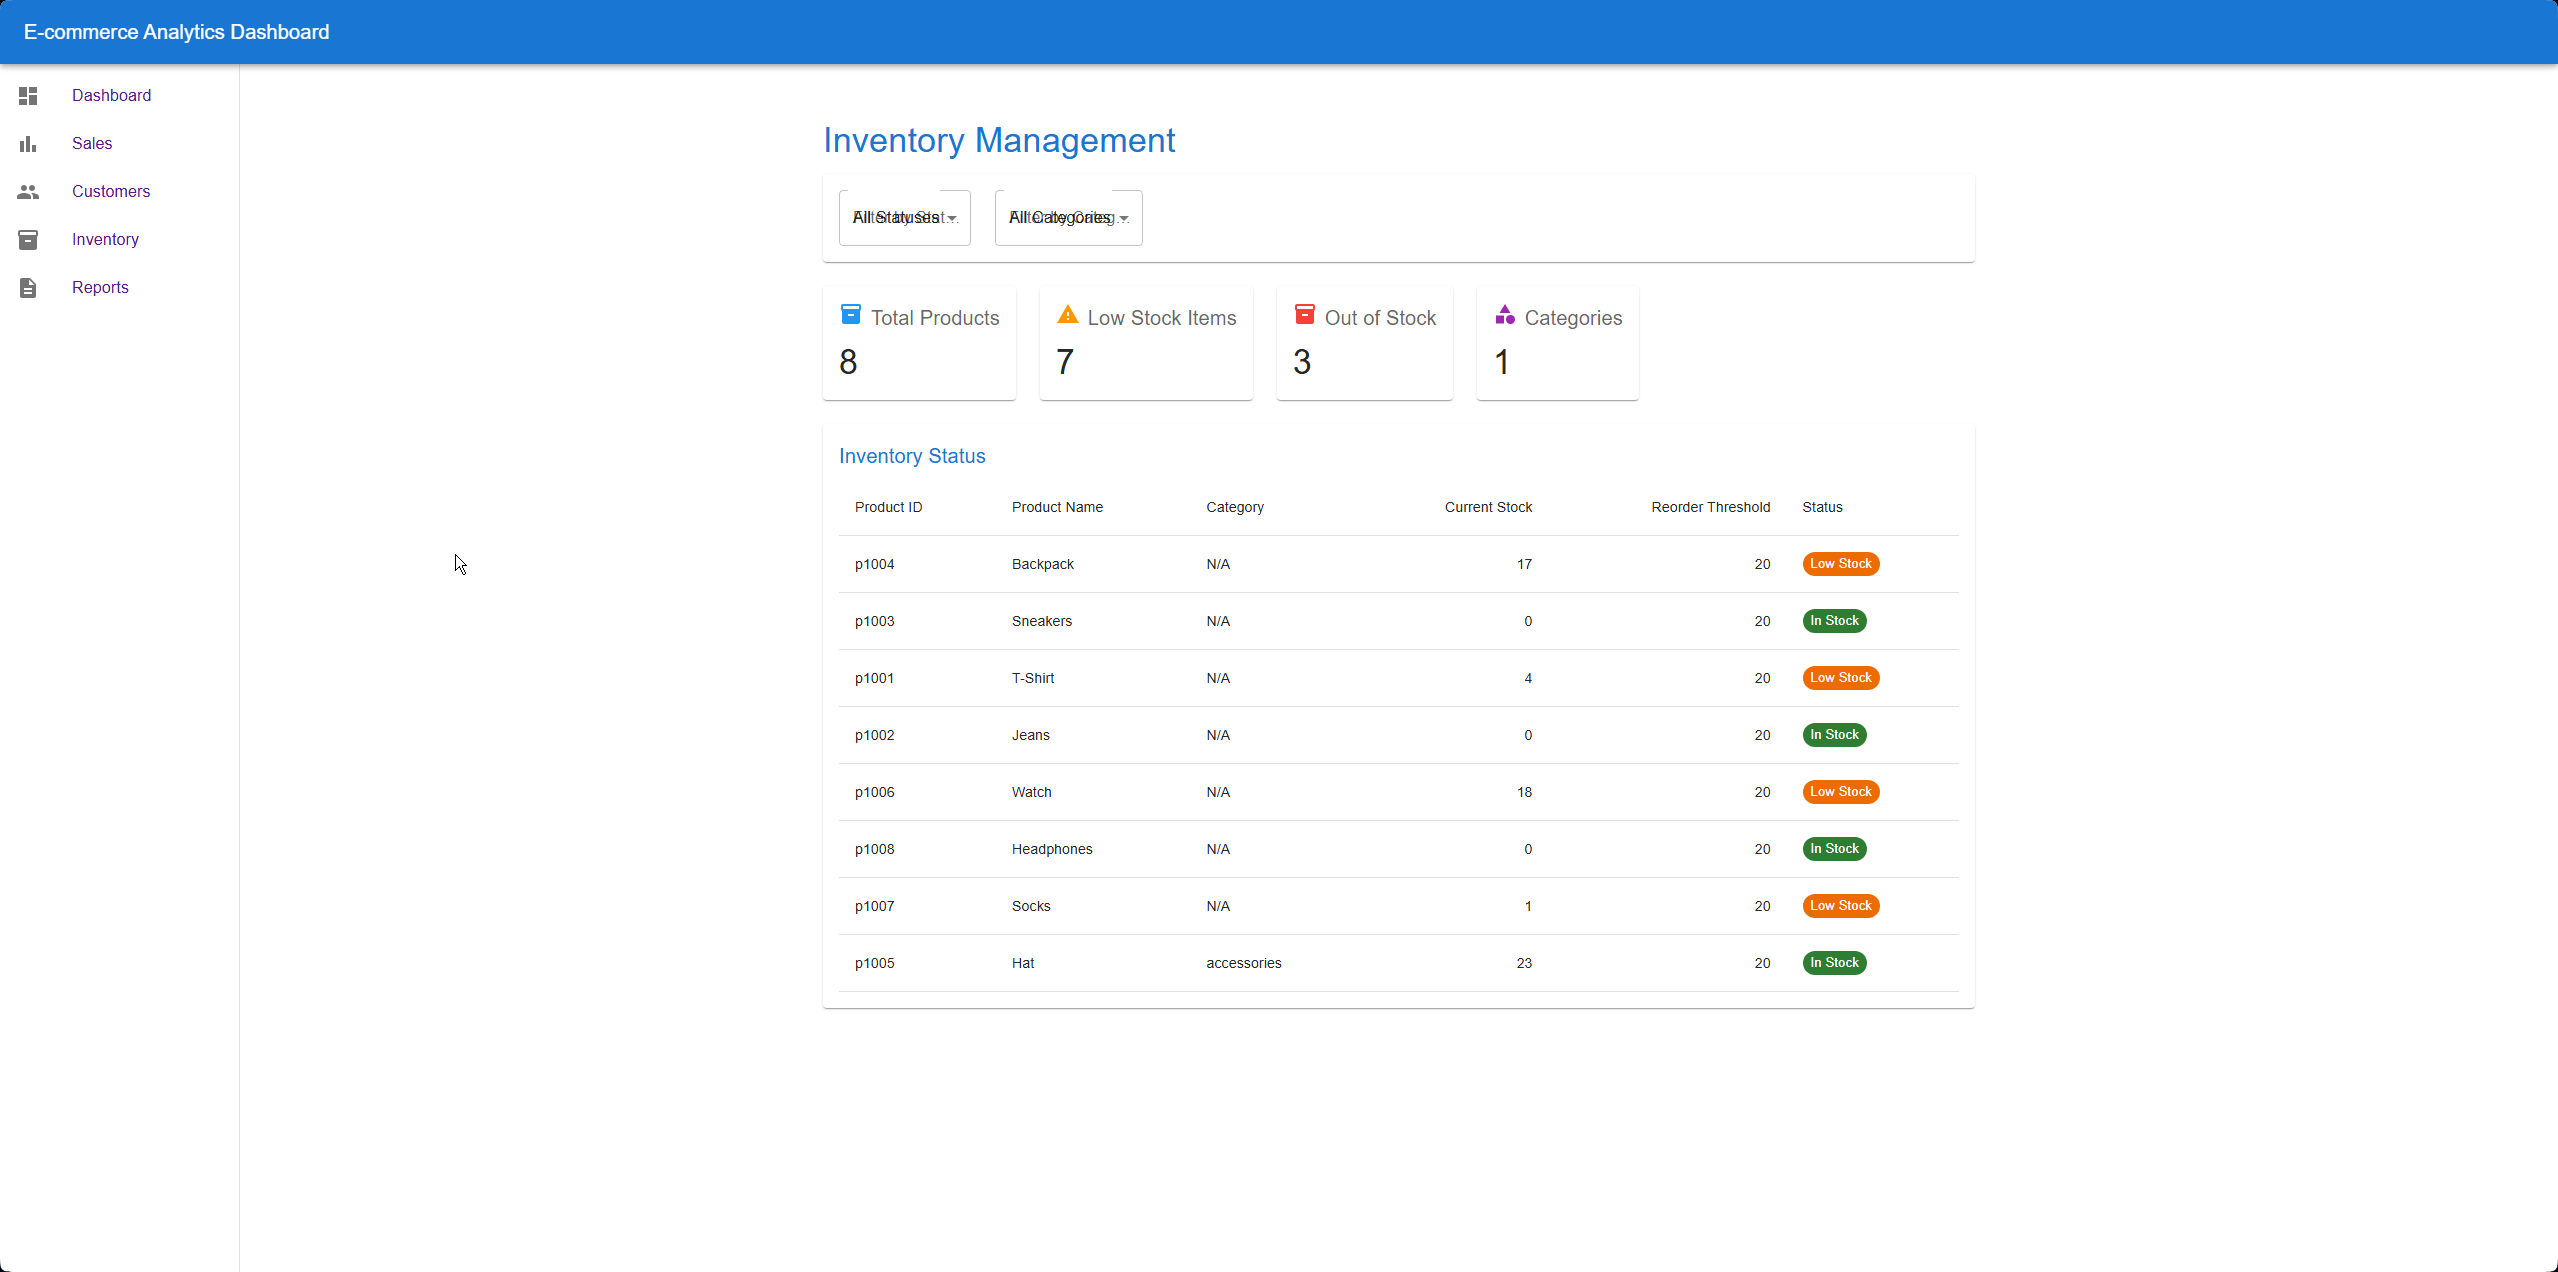 E-commerce Analytics Dashboard
Dashboard
Sales
Customers
Inventory
Reports
Inventory Management
All Statuses
All Categories
Total Products
8
Low Stock Items
7
Out of Stock
3
Categories
1
Inventory Status
Product ID Product Name Category Current Stock Reorder Threshold Status
p1004 Backpack N/A 17 20 Low Stock
p1003 Sneakers N/A 0 20 In Stock
p1001 T-Shirt N/A 4 20 Low Stock
p1002 Jeans N/A 0 20 In Stock
p1006 Watch N/A 18 20 Low Stock
p1008 Headphones N/A 0 20 In Stock
p1007 Socks N/A 1 20 Low Stock
p1005 Hat accessories 23 20 In Stock